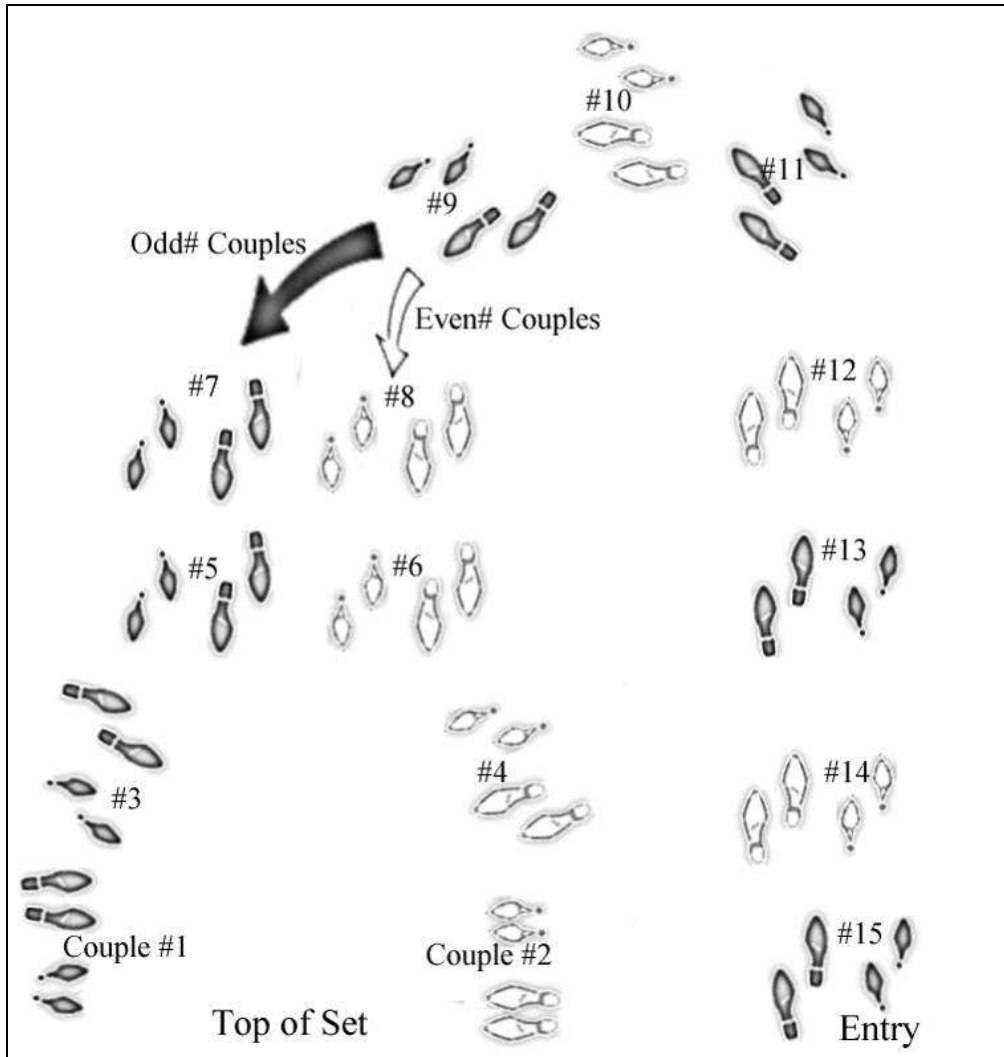 #10
#11
#9
Odd# Couples
Even# Couples
#7
#8
#12
#5
#6
#13
#3
#4
#14
Couple #1
Couple #2
#15
Top of Set
Entry